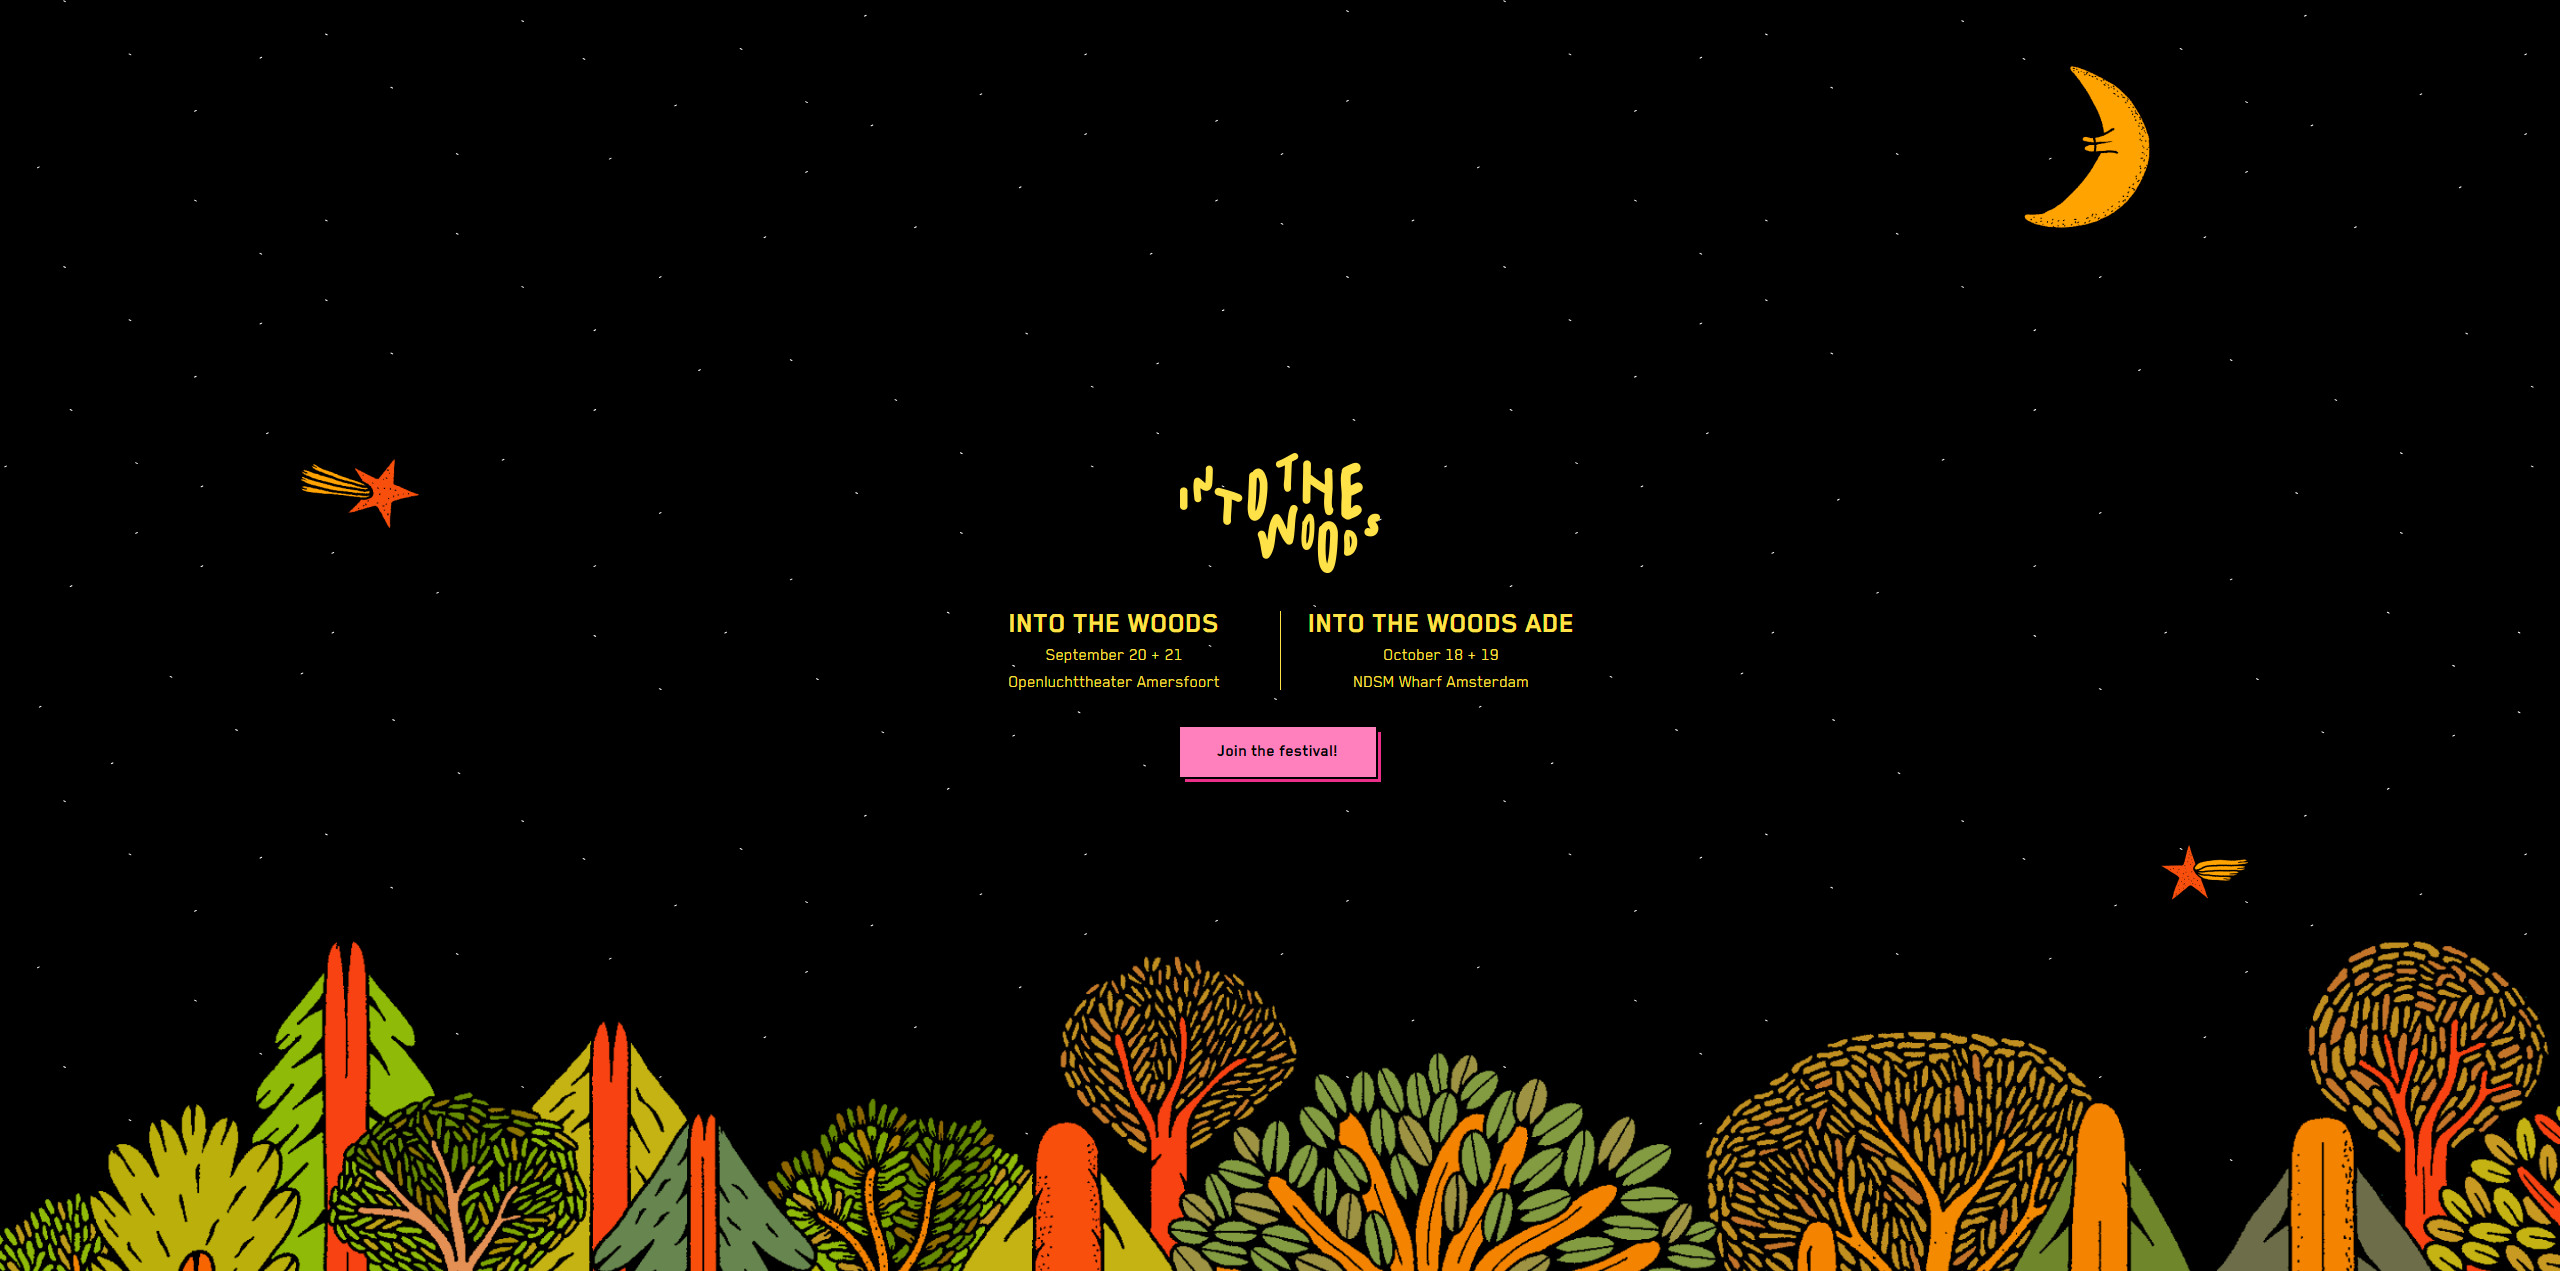 INTO THE
WOODS
INTO THE WOODS
September 20 + 21
Openluchttheater Amersfoort
INTO THE WOODS ADE
October 18 + 19
NDSM Wharf Amsterdam
Join the festival!